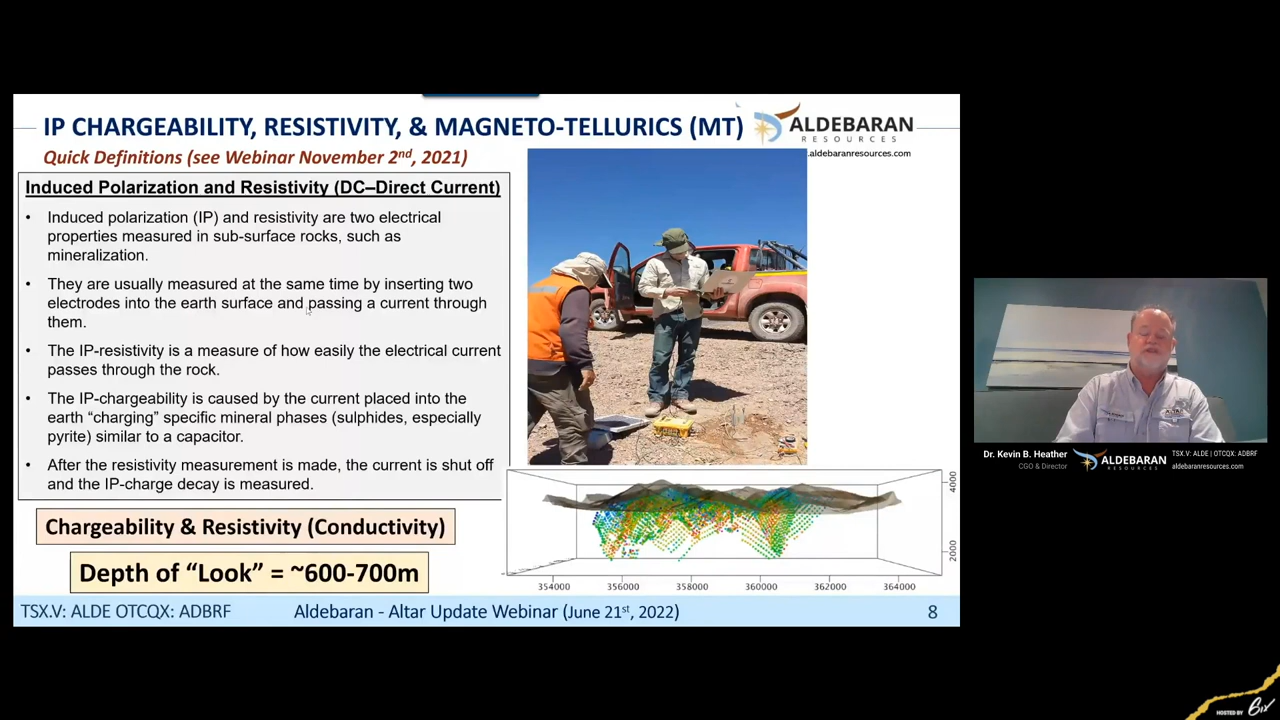 IP CHARGEABILITY, RESISTIVITY, & MAGNETO-TELLURICS (MT)
ALDEBARAN
RESOURCES
.aldebaranresources.com
Quick Definitions (see Webinar November 2nd, 2021)
Induced Polarization and Resistivity (DC–Direct Current)
• Induced polarization (IP) and resistivity are two electrical
properties measured in sub-surface rocks, such as
mineralization.
• They are usually measured at the same time by inserting two
electrodes into the earth surface and passing a current through
them.
• The IP-resistivity is a measure of how easily the electrical current
passes through the rock.
• The IP-chargeability is caused by the current placed into the
earth “charging” specific mineral phases (sulphides, especially
pyrite) similar to a capacitor.
• After the resistivity measurement is made, the current is shut off
and the IP-charge decay is measured.
Chargeability & Resistivity (Conductivity)
Depth of “Look” = ~600-700m
4000
2000
354000 356000 358000 360000 362000 364000
TSX.V: ALDE OTCQX: ADBRF
Aldebaran - Altar Update Webinar (June 21st, 2022)
8
Dr. Kevin B. Heather
CGO & Director
ALDEBARAN
RESOURCES
TSX.V: ALDE | OTCQX: ADBRF
aldebaranresources.com
HOSTED BY 6ix